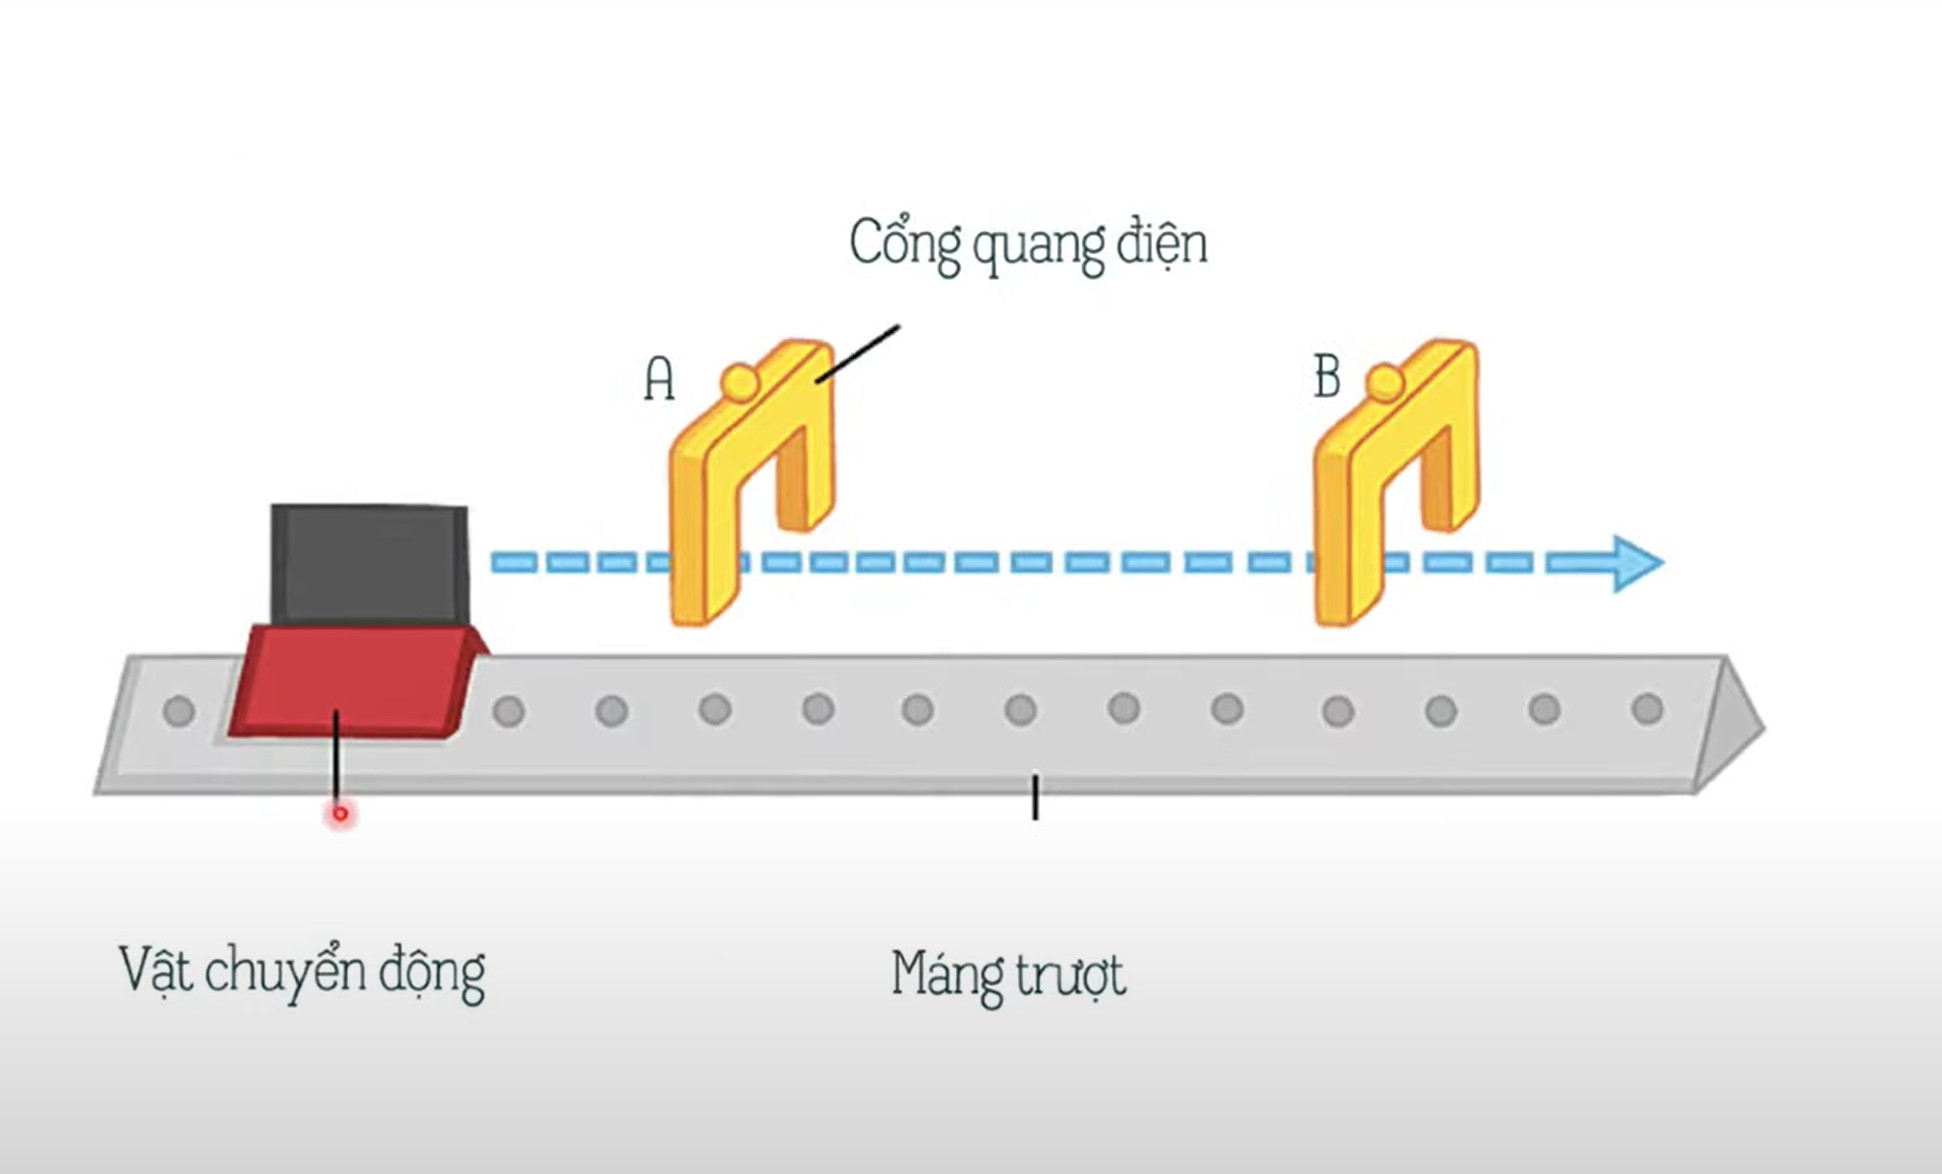 Cổng quang điện
A
B
Vật chuyển động
Máng trượt